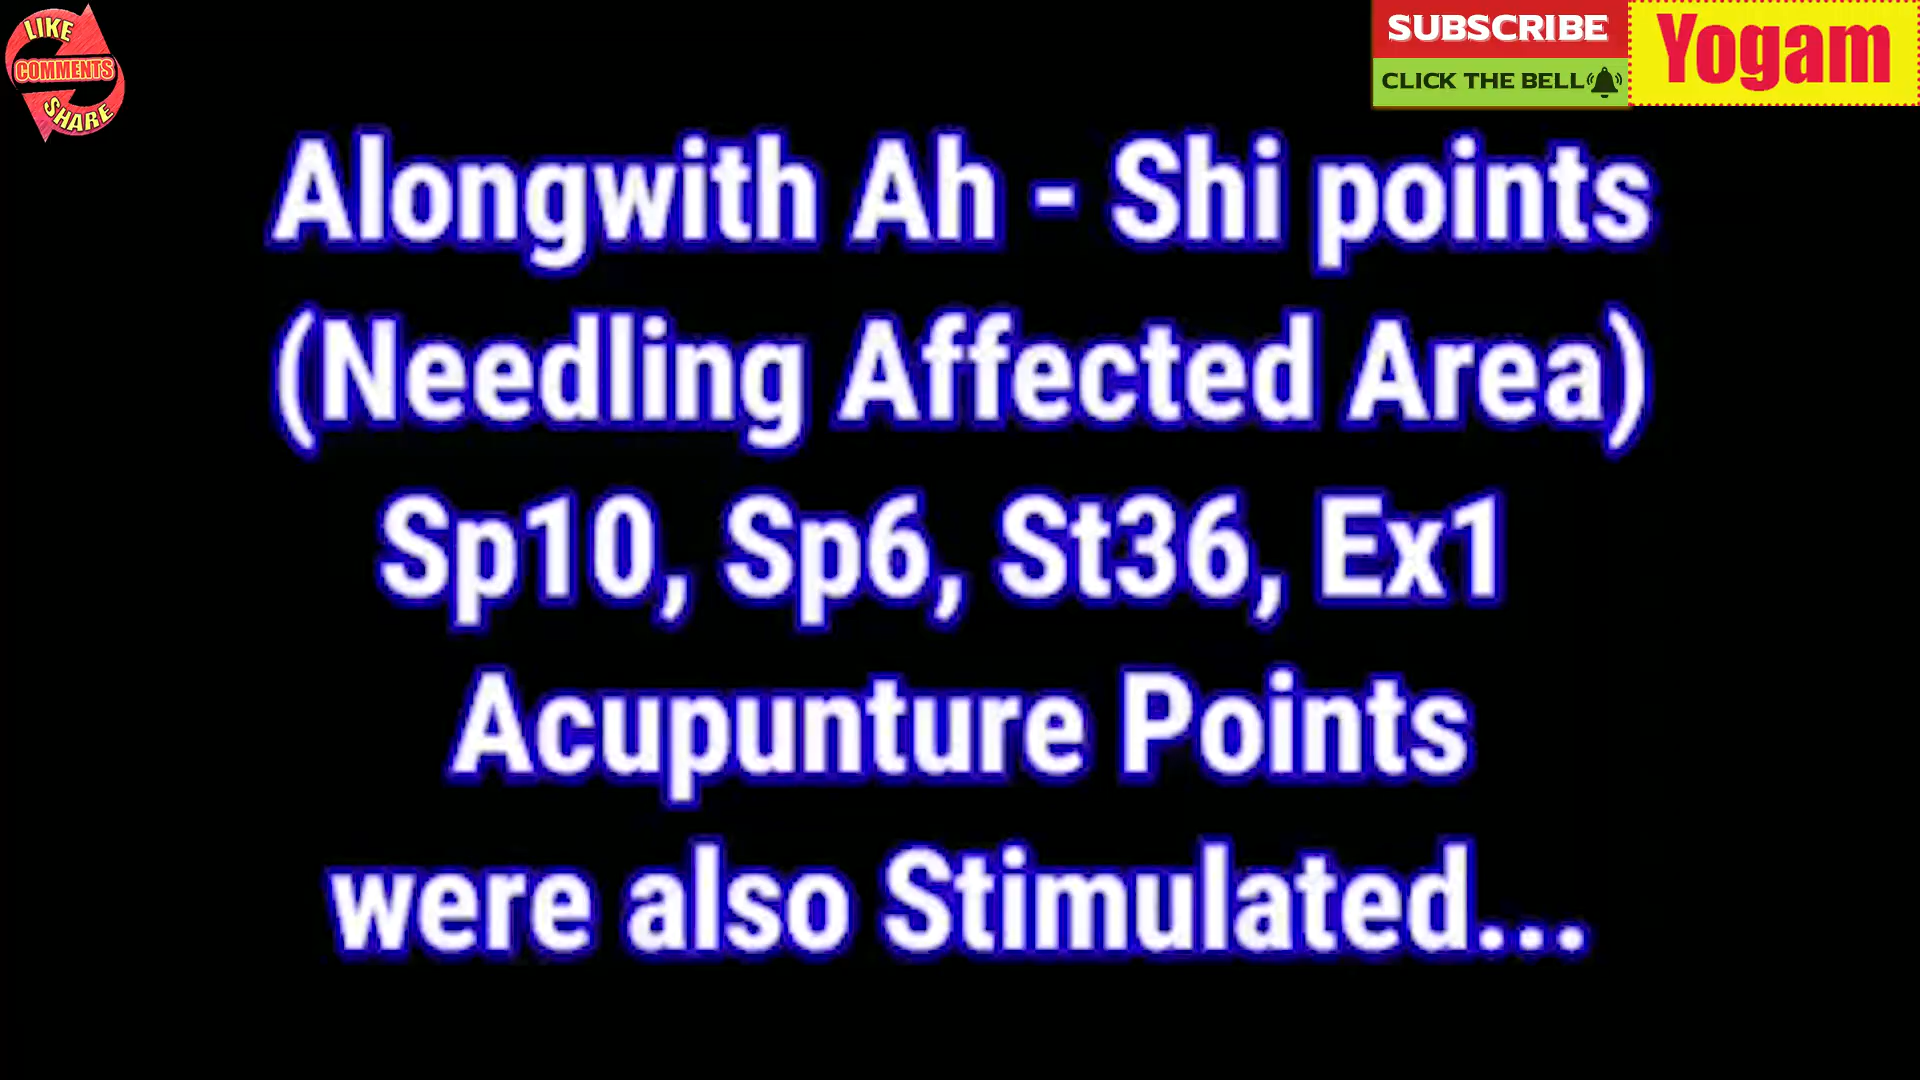 LIKE
COMMENTS
SHARE
SUBSCRIBE
CLICK THE BELL
Yogam
Alongwith Ah - Shi points
(Needling Affected Area)
Sp10, Sp6, St36, Ex1
Acupunture Points
were also Stimulated...